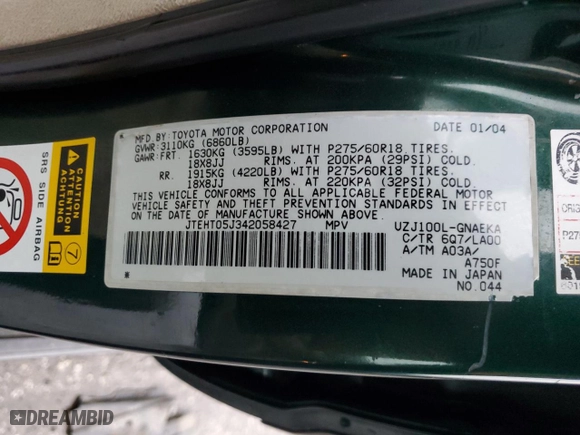 MFD.BY:TOYOTA MOTOR CORPORATION DATE 01/04
GVWR:3110KG (6860LB)
GAWR:FRT. 1630KG (3595LB) WITH P275/60R18 TIRES.
18X8JJ RIMS. AT 200KPA (29PSI) COLD.
RR. 1915KG (4220LB) WITH P275/60R18 TIRES.
18X8JJ RIMS. AT 220KPA (32PSI) COLD.
THIS VEHICLE CONFORMS TO ALL APPLICABLE FEDERAL MOTOR
VEHICLE SAFETY AND THEFT PREVENTION STANDARDS IN EFFECT
ON THE DATE OF MANUFACTURE SHOWN ABOVE.
JTEHT05J342058427 MPV UZJ100L-GNAEKA
C/TR 6Q7/LA00
A/TM A03A/
A750F
MADE IN JAPAN
NO.044
CAUTION
ATTENTION
ACHTUNG
7
SRS SIDE AIRBAG
DREAMBID